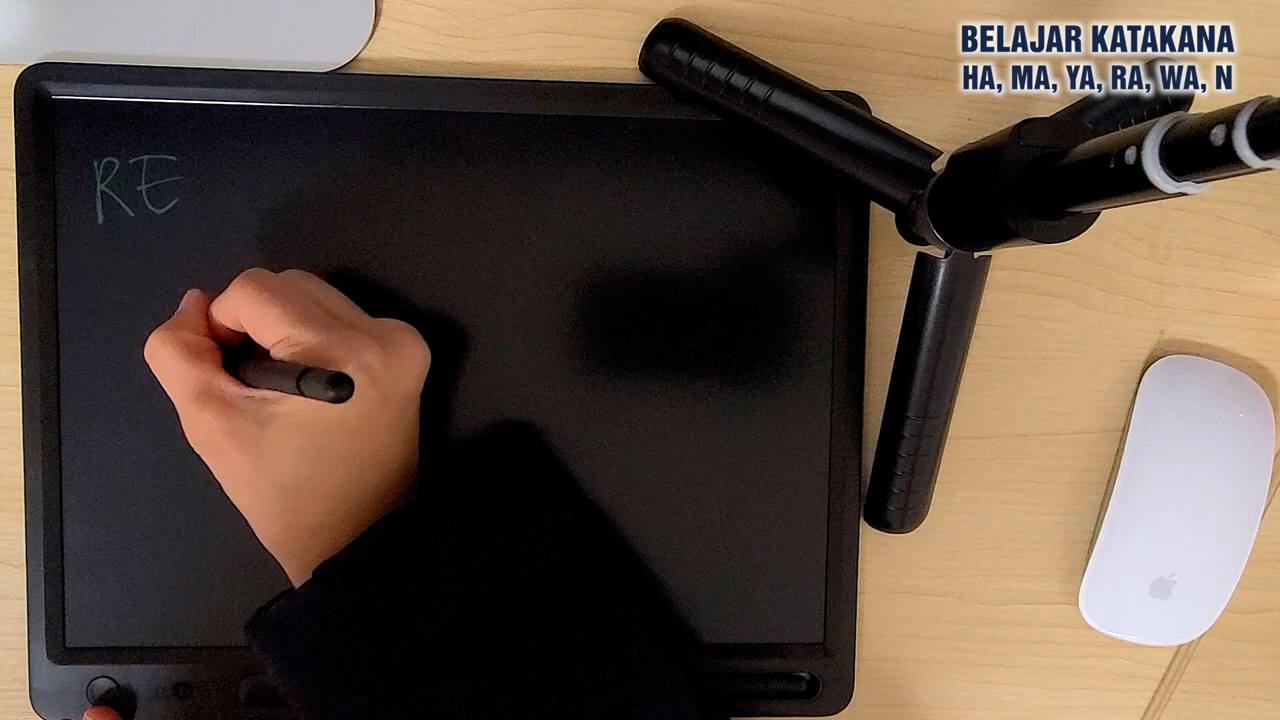 BELAJAR KATAKANA
HA, MA, YA, RA, WA, N
RE